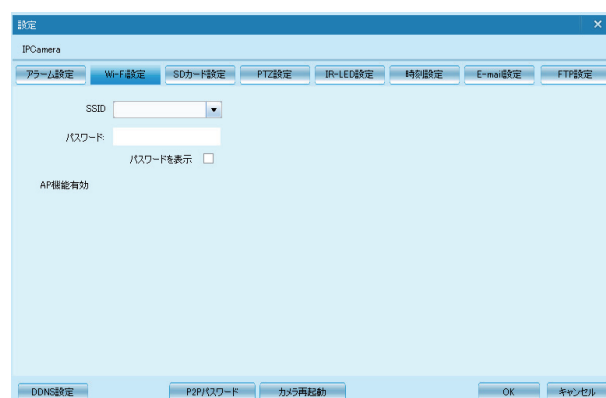 設定
IPCamera
アラーム設定 Wi-Fi設定 SDカード設定 PTZ設定 IR-LED設定 時刻設定 E-mail設定 FTP設定
SSID
パスワード:
パスワードを表示
AP機能有効
DDNS設定 P2Pパスワード カメラ再起動 OK キャンセル